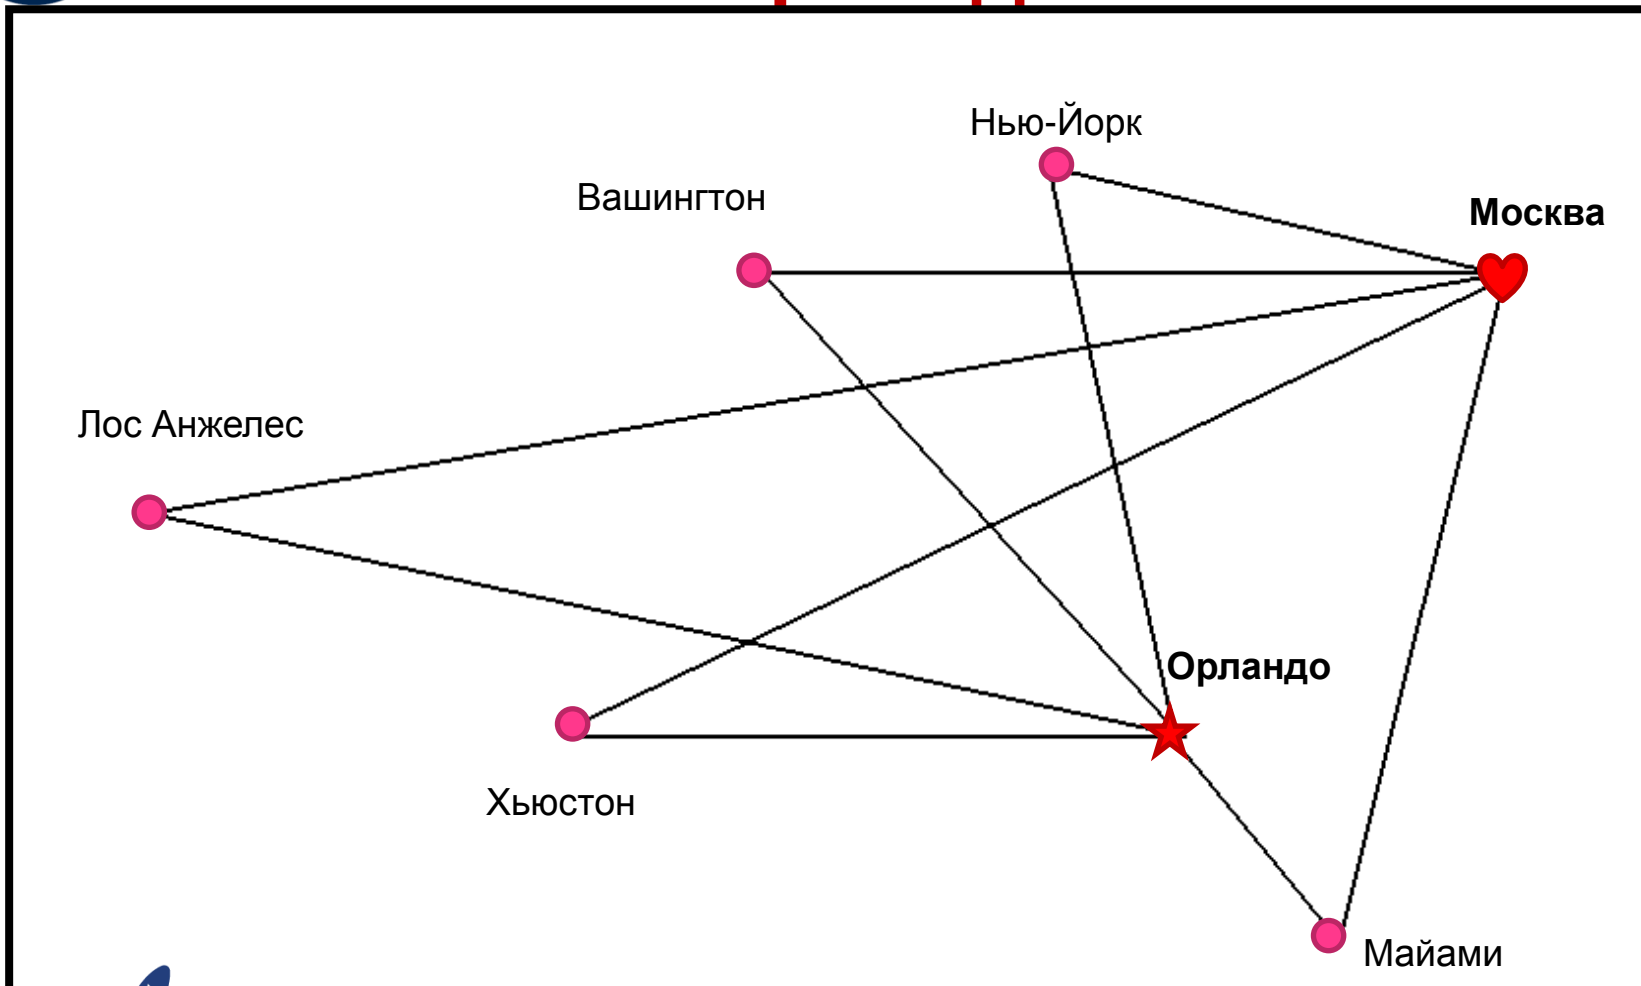 Нью-Йорк
Вашингтон
Москва
Лос Анжелес
Орландо
Хьюстон
Майами